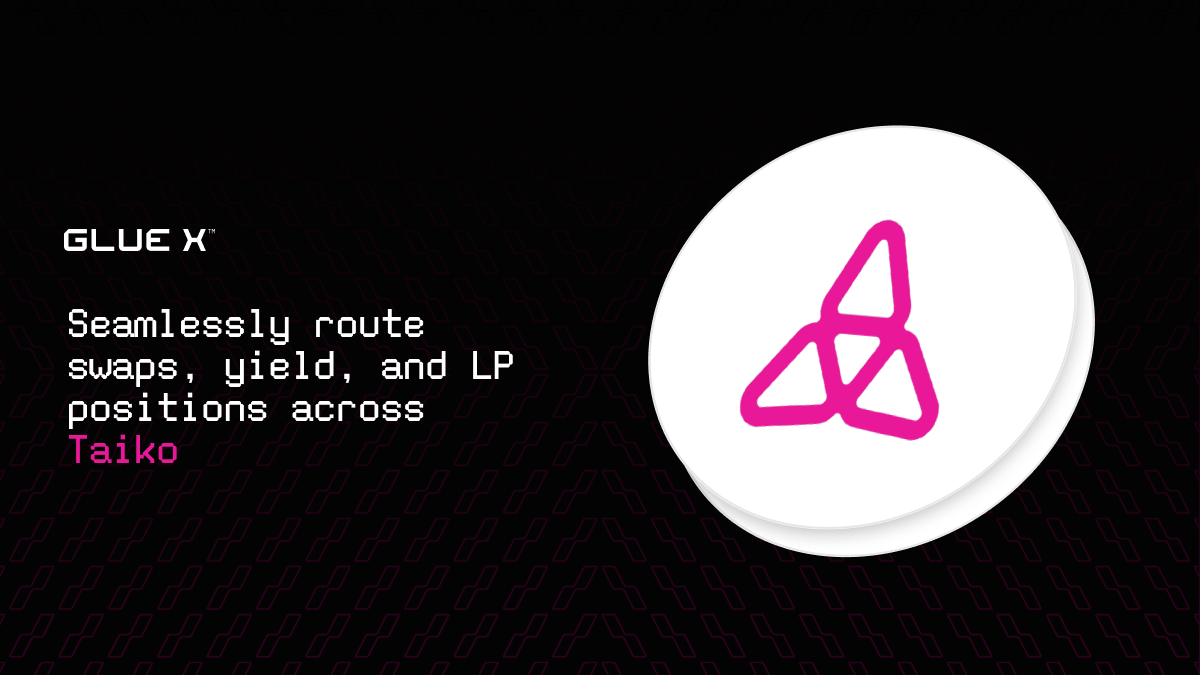 GLUE X™
Seamlessly route
swaps, yield, and LP
positions across
Taiko